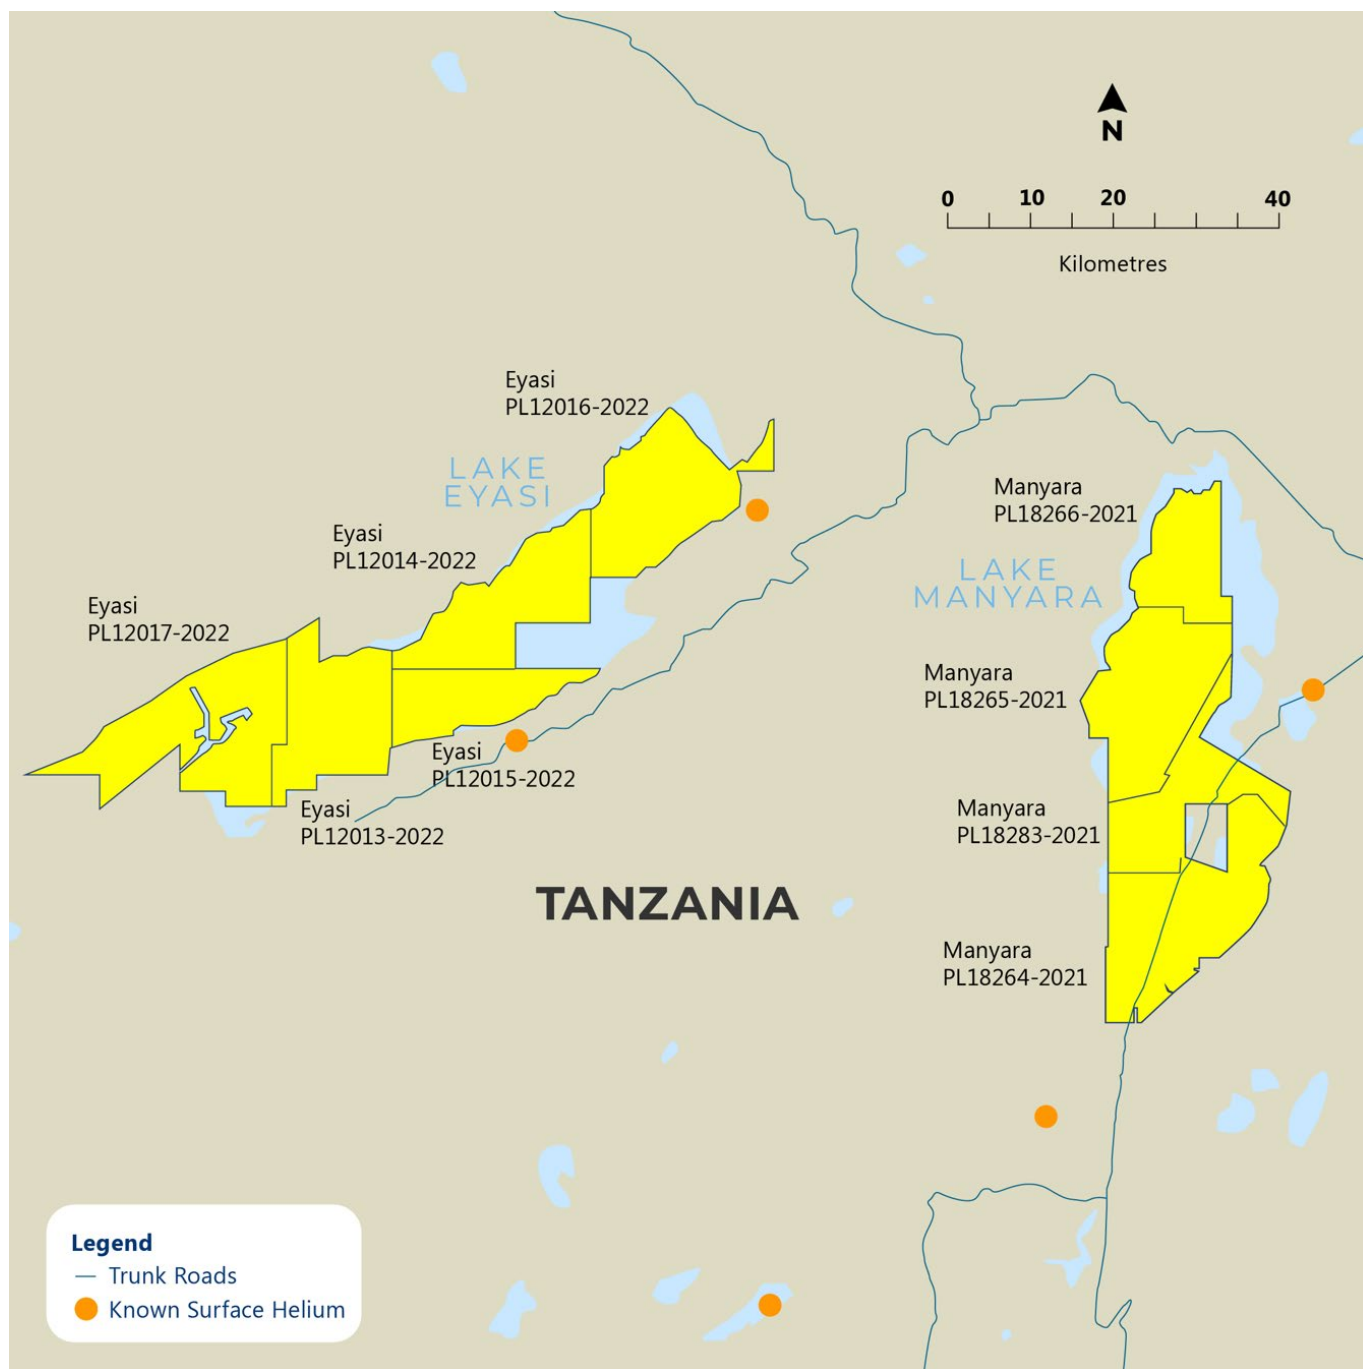 N
0 10 20 40
Kilometres
Eyasi
PL12016-2022
LAKE
EYASI
Manyara
PL18266-2021
Eyasi
PL12014-2022
LAKE
MANYARA
Eyasi
PL12017-2022
Manyara
PL18265-2021
Eyasi
PL12015-2022
Eyasi
PL12013-2022
Manyara
PL18283-2021
TANZANIA
Manyara
PL18264-2021
Legend
Trunk Roads
Known Surface Helium